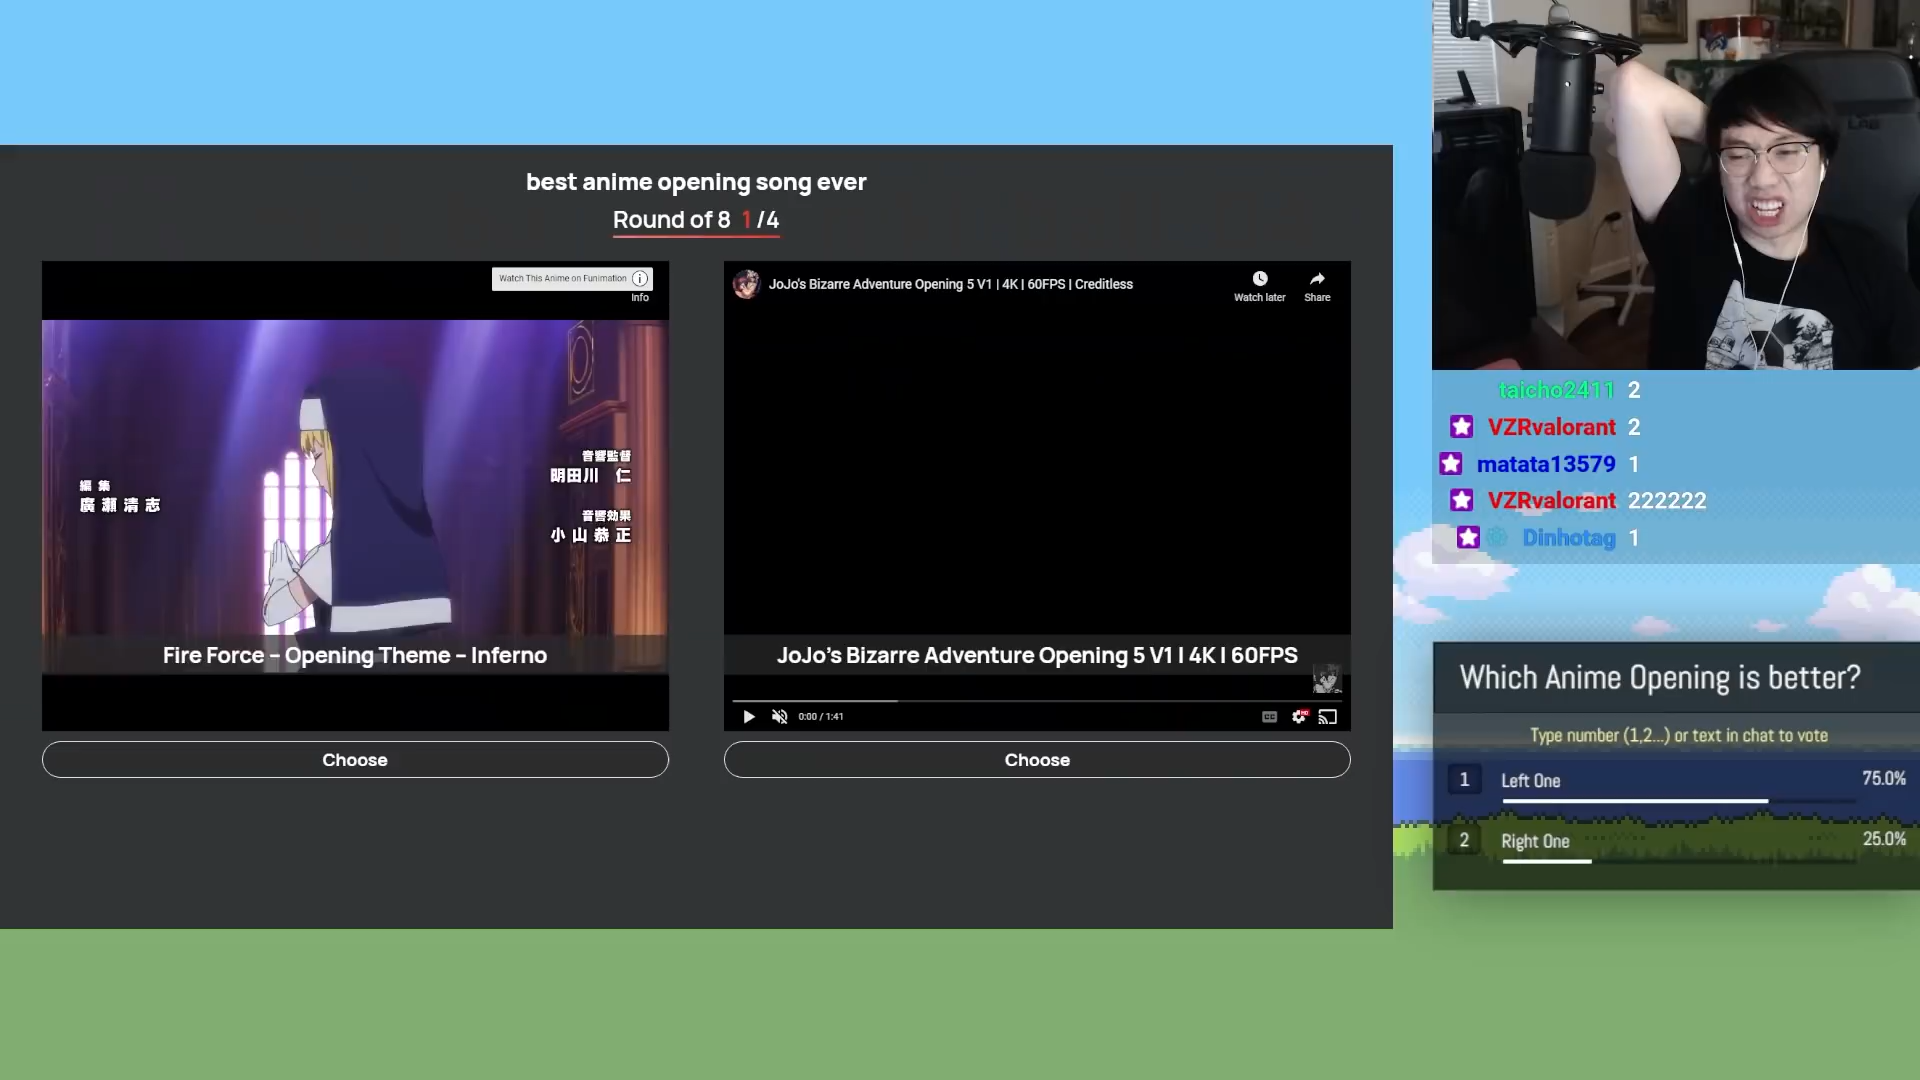 best anime opening song ever
Round of 8 1/4
Watch This Anime on Funimation
Info
編集
廣瀬清志
音響監督
明田川 仁
音響効果
小山恭正
Fire Force – Opening Theme – Inferno
Choose
JoJo's Bizarre Adventure Opening 5 V1 | 4K | 60FPS | Creditless
Watch later
Share
JoJo's Bizarre Adventure Opening 5 V1 | 4K | 60FPS
0:00 / 1:41
CC
HD
Choose
LAB
taicho2411 2
VZRvalorant 2
matata13579 1
VZRvalorant 222222
Dinhotag 1
Which Anime Opening is better?
Type number (1,2...) or text in chat to vote
1 Left One 75.0%
2 Right One 25.0%